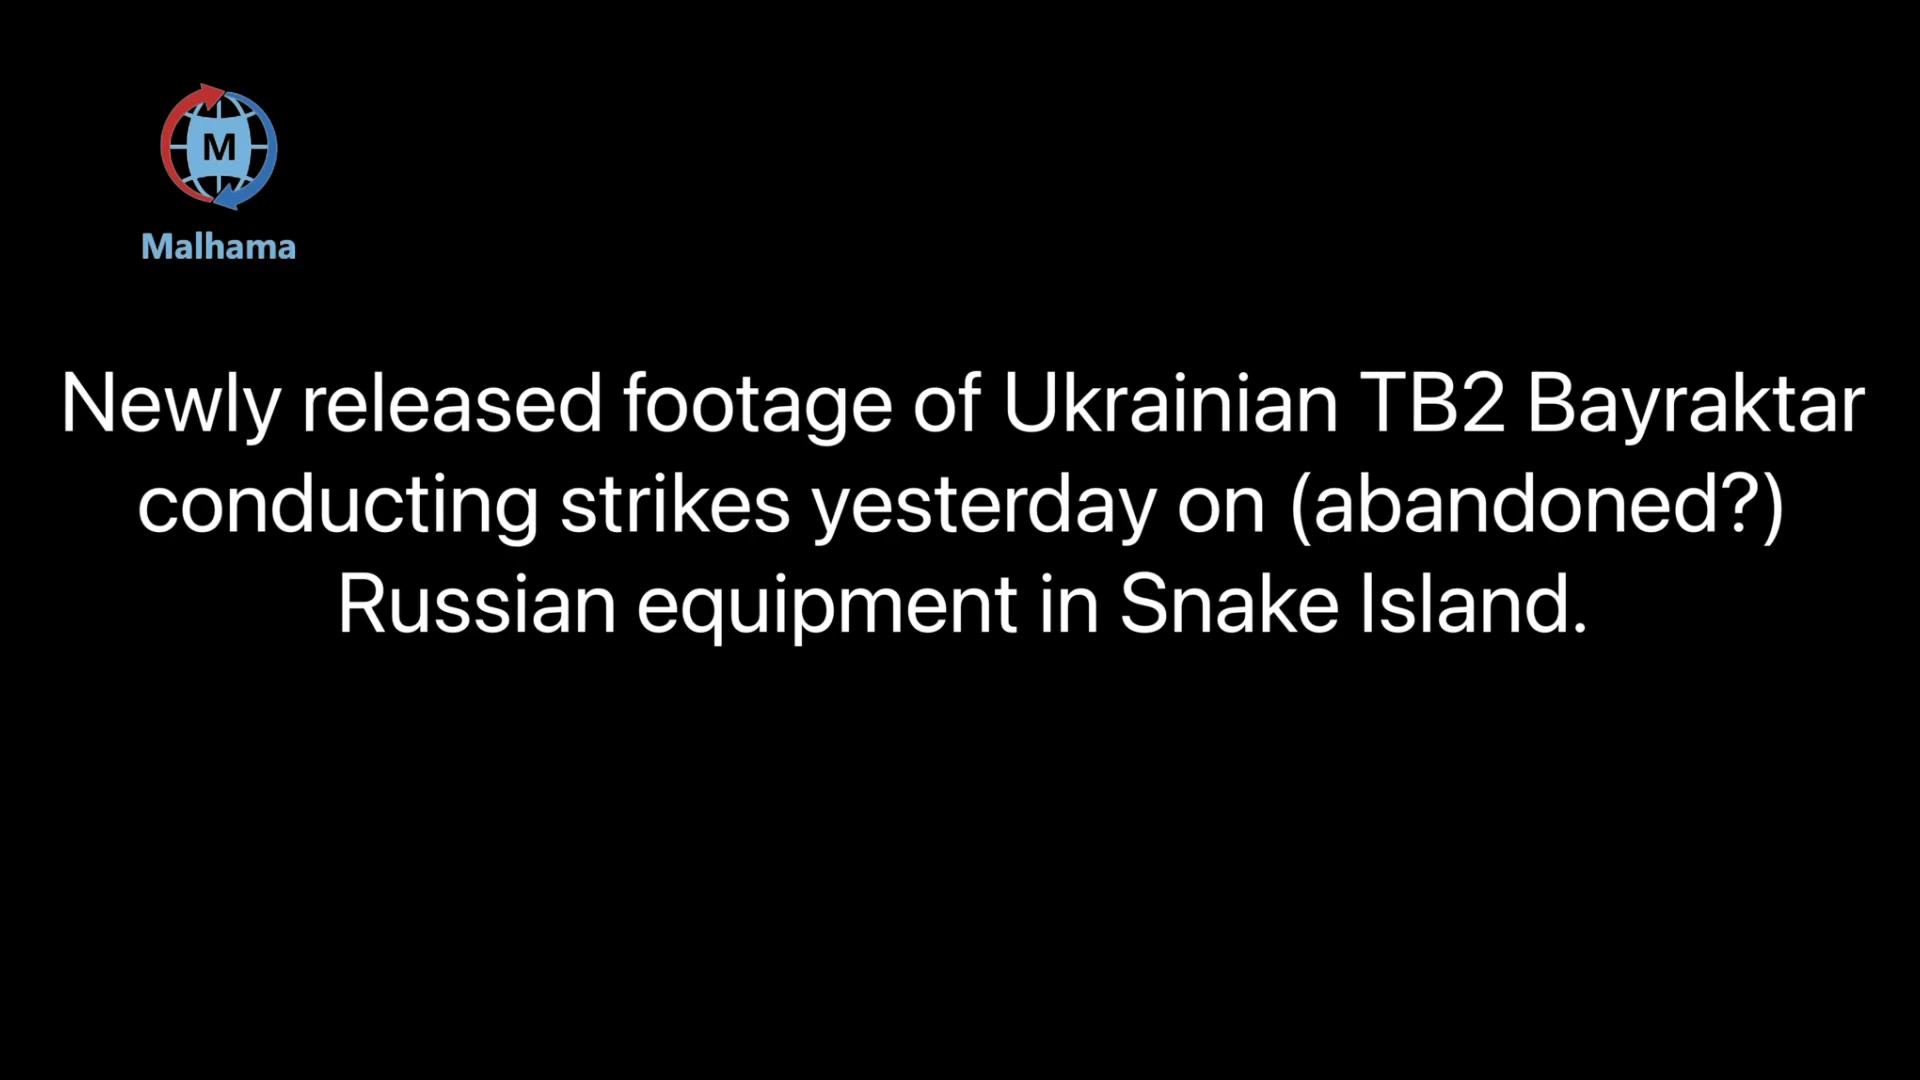 M
Malhama
Newly released footage of Ukrainian TB2 Bayraktar
conducting strikes yesterday on (abandoned?)
Russian equipment in Snake Island.